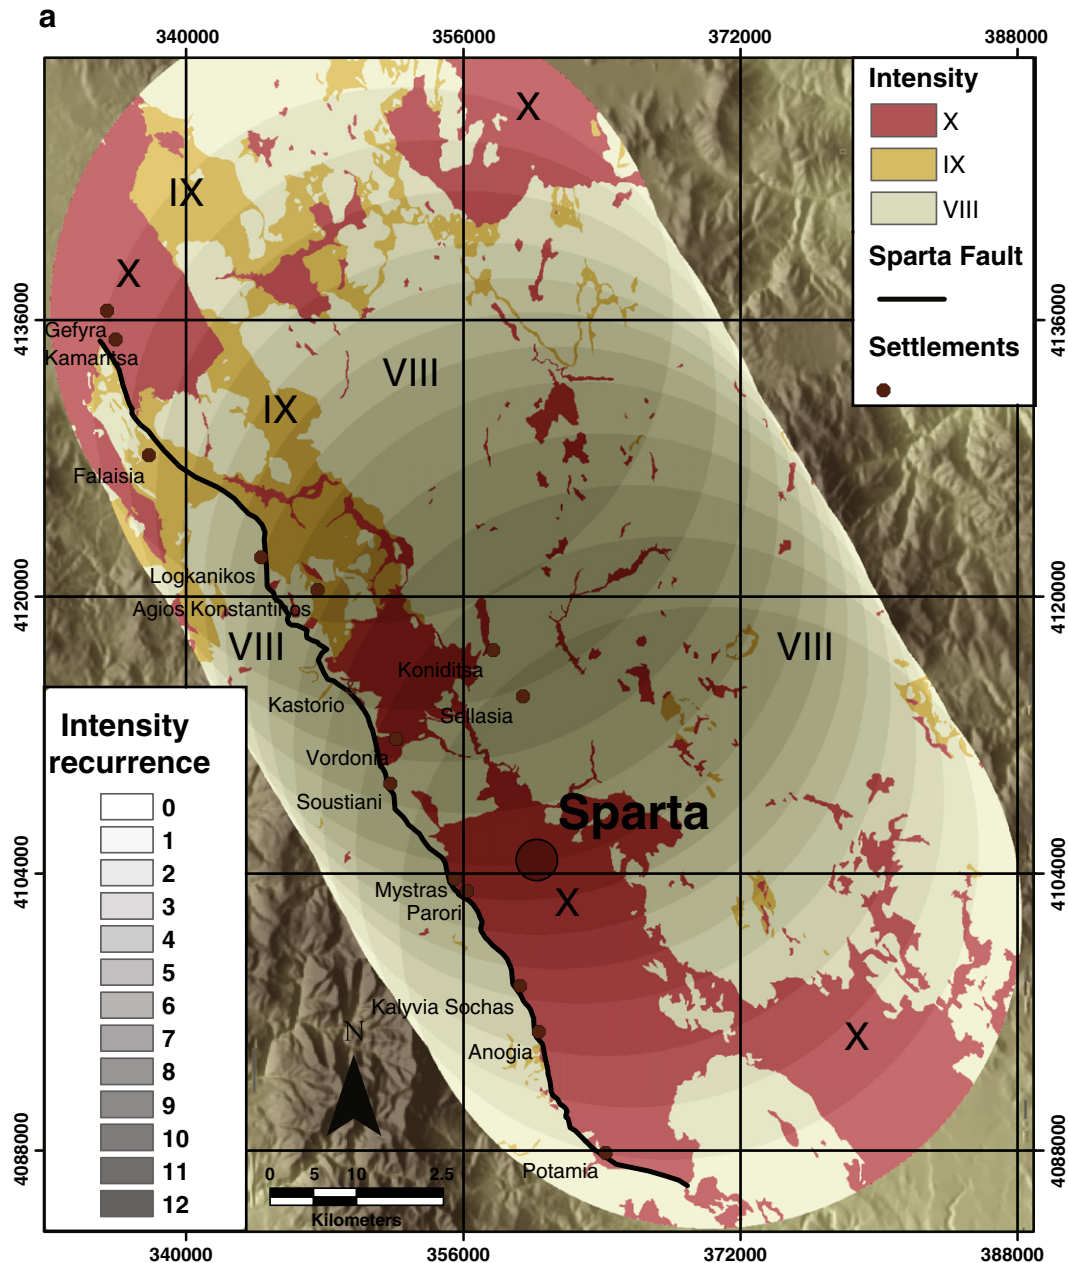 a
340000
356000
372000
388000
Intensity
X
IX
VIII
Sparta Fault
Settlements
X
IX
X
4136000
4136000
Gefyra
Kamaritsa
VIII
IX
Falaisia
Logkanikos
4120000
4120000
Agios Konstantinos
VIII
VIII
Koniditsa
Kastorio
Sellasia
Vordonia
Soustiani
Sparta
4104000
4104000
Mystras
Parori
X
Kalyvia Sochas
Anogia
X
Potamia
4088000
4088000
Intensity
recurrence
0
1
2
3
4
5
6
7
8
9
10
11
12
N
0 5 10 2.5
Kilometers
340000
356000
372000
388000